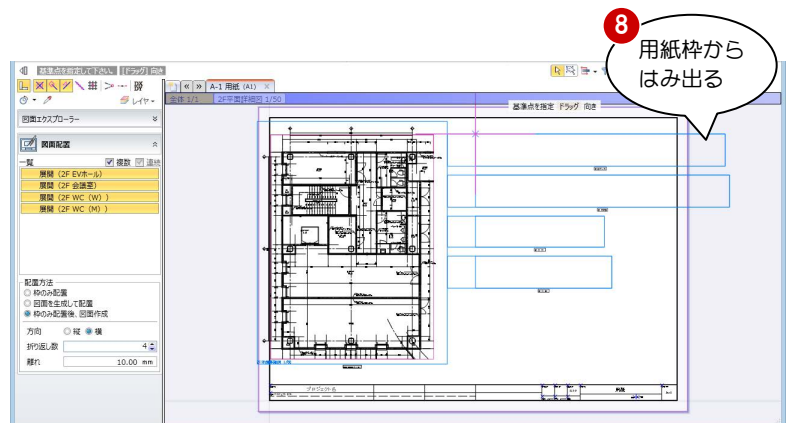 8
用紙枠から
はみ出る
基準点を指定して下さい。 [ドラッグ] 向き
レイヤ
A-1 用紙 (A1)
全体 1/1
2F平面詳細図 1/50
基準点を指定 ドラッグ 向き
図面エクスプローラー
図面配置
一覧
複数
連続
展開 (2F EVホール)
展開 (2F 会議室)
展開 (2F WC (W) )
展開 (2F WC (M) )
配置方法
枠のみ配置
図面を生成して配置
枠のみ配置後、図面作成
方向
縦
横
折り返し数
4
離れ
10.00 mm
プロジェクト名
用紙